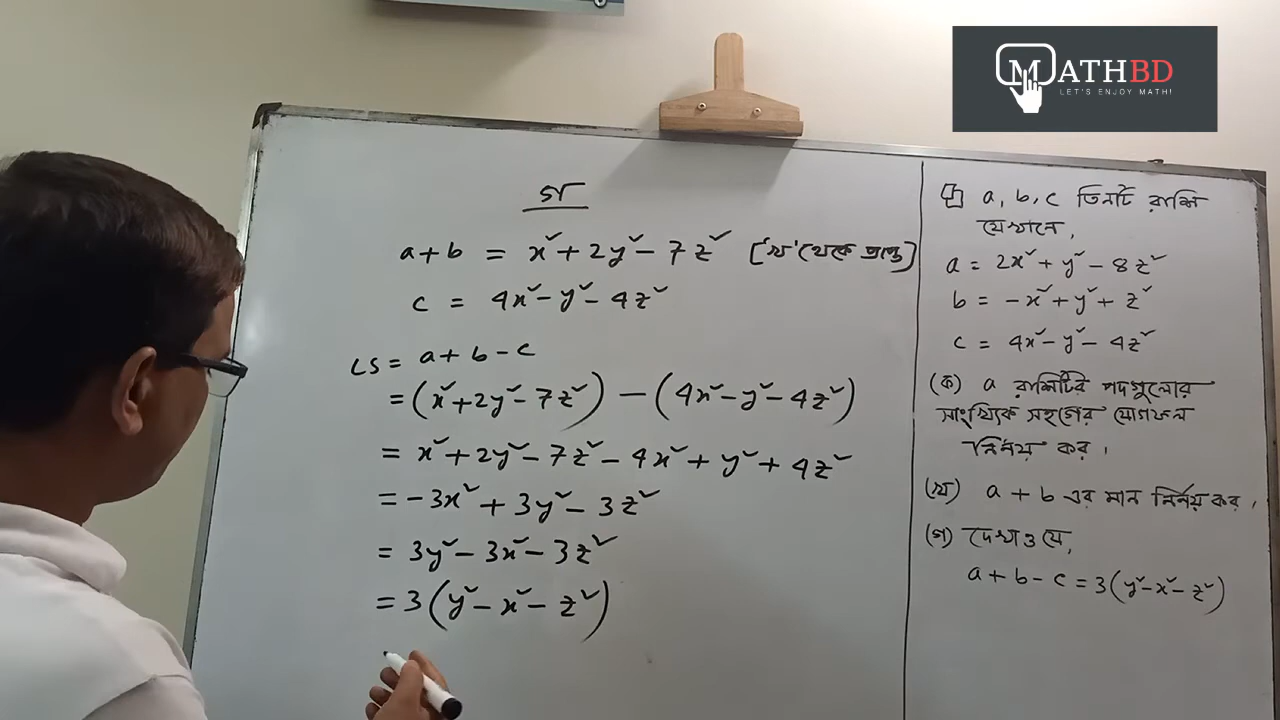 MATHBD
LET'S ENJOY MATH!
গ
a + b = x² + 2y² - 7z² ['খ' থেকে প্রাপ্ত]
c = 4x² - y² - 4z²
LS = a + b - c
= (x² + 2y² - 7z²) - (4x² - y² - 4z²)
= x² + 2y² - 7z² - 4x² + y² + 4z²
= -3x² + 3y² - 3z²
= 3y² - 3x² - 3z²
= 3(y² - x² - z²)
a, b, c তিনটি রাশি
যেখানে,
a = 2x² + y² - 8z²
b = -x² + y² + z²
c = 4x² - y² - 4z²
(ক) a রাশিটির পদগুলোর
সাংখ্যিক সহগের যোগফল
নির্ণয় কর।
(খ) a + b এর মান নির্ণয় কর।
(গ) দেখাও যে,
a + b - c = 3(y² - x² - z²)